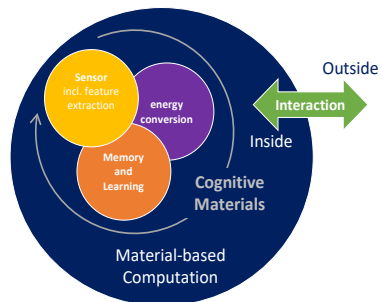 Outside
Sensor
incl. feature
extraction
Interaction
energy
conversion
Inside
Memory
and
Learning
Cognitive
Materials
Material-based
Computation